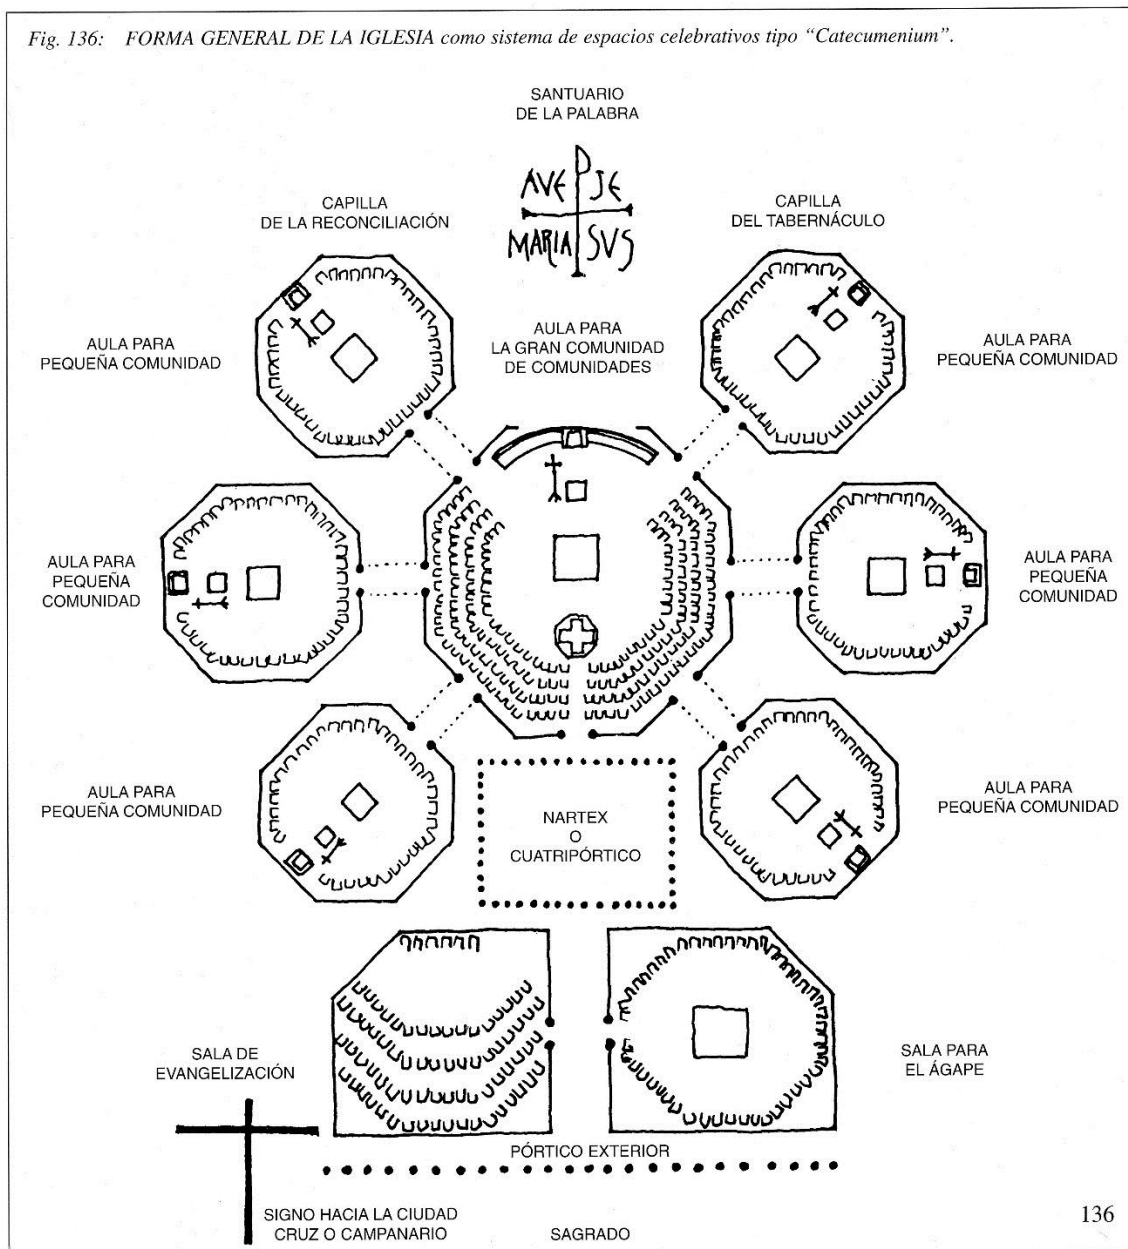 Fig. 136: FORMA GENERAL DE LA IGLESIA como sistema de espacios celebrativos tipo “Catecumenium”.
SANTUARIO
DE LA PALABRA
AVE JE
MARIA SVS
CAPILLA
DE LA RECONCILIACIÓN
CAPILLA
DEL TABERNÁCULO
AULA PARA
PEQUEÑA COMUNIDAD
AULA PARA
LA GRAN COMUNIDAD
DE COMUNIDADES
AULA PARA
PEQUEÑA COMUNIDAD
AULA PARA
PEQUEÑA
COMUNIDAD
AULA PARA
PEQUEÑA
COMUNIDAD
AULA PARA
PEQUEÑA COMUNIDAD
AULA PARA
PEQUEÑA COMUNIDAD
NARTEX
O
CUATRIPÓRTICO
SALA DE
EVANGELIZACIÓN
SALA PARA
EL ÁGAPE
PÓRTICO EXTERIOR
SIGNO HACIA LA CIUDAD
CRUZ O CAMPANARIO
SAGRADO
136